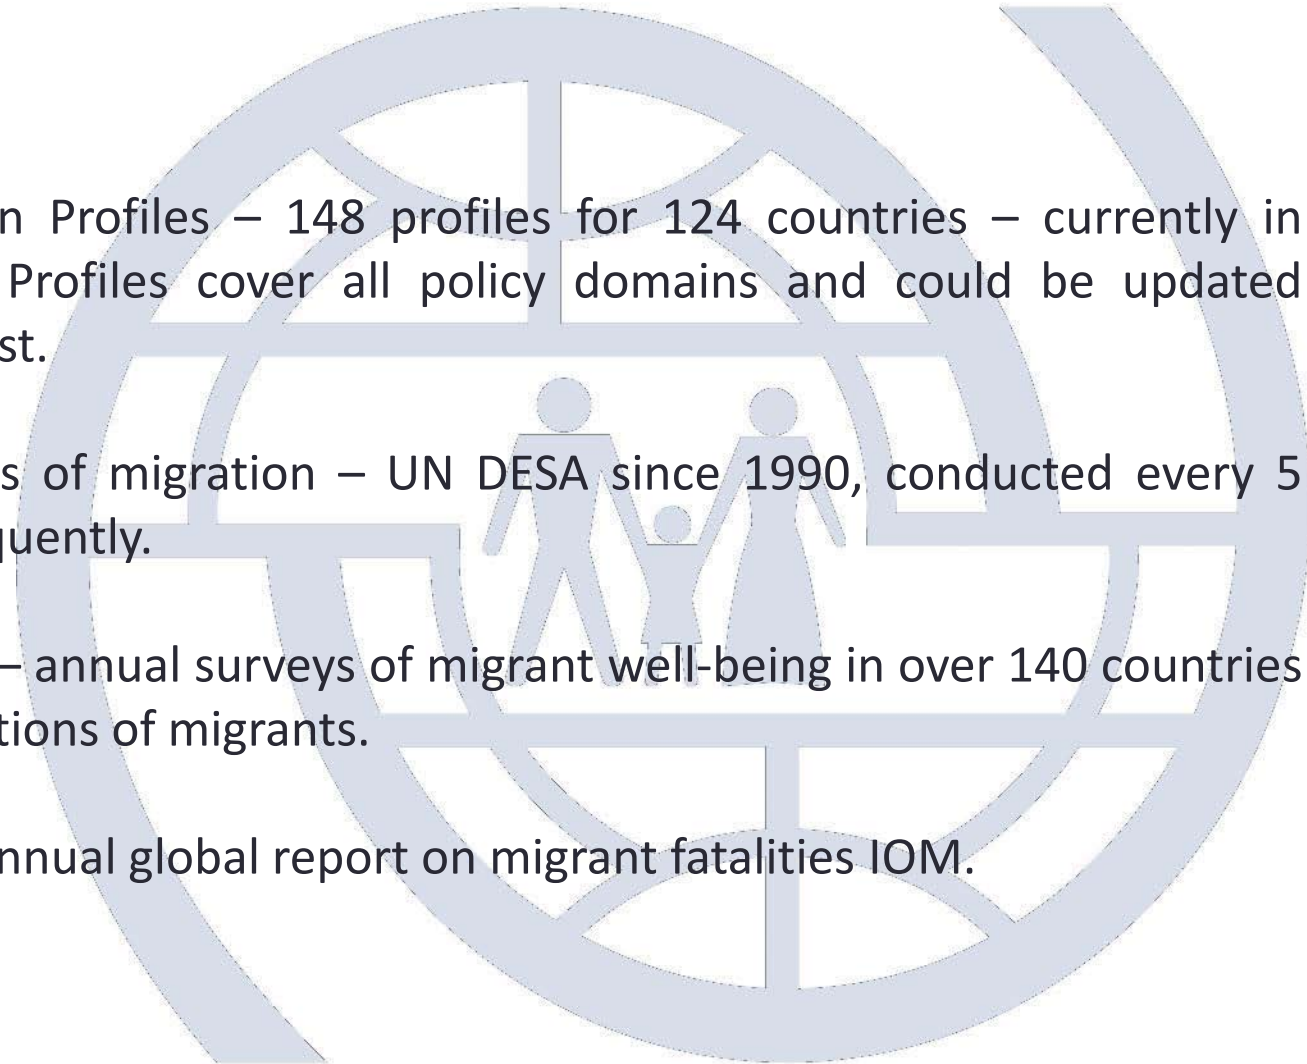 n Profiles – 148 profiles for 124 countries – currently in
Profiles cover all policy domains and could be updated
st.
s of migration – UN DESA since 1990, conducted every 5
quently.
– annual surveys of migrant well-being in over 140 countries
tions of migrants.
nnual global report on migrant fatalities IOM.